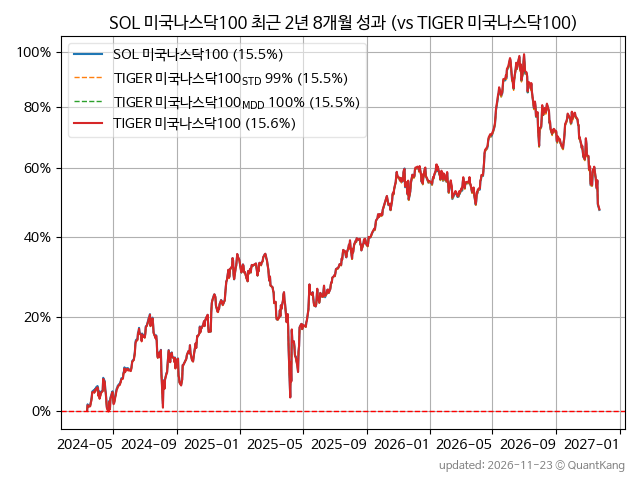 SOL 미국나스닥100 최근 2년 8개월 성과 (vs TIGER 미국나스닥100)
SOL 미국나스닥100 (15.5%)
TIGER 미국나스닥100STD 99% (15.5%)
TIGER 미국나스닥100MDD 100% (15.5%)
TIGER 미국나스닥100 (15.6%)
100%
80%
60%
40%
20%
0%
2024-05 2024-09 2025-01 2025-05 2025-09 2026-01 2026-05 2026-09 2027-01
updated: 2026-11-23 © QuantKang